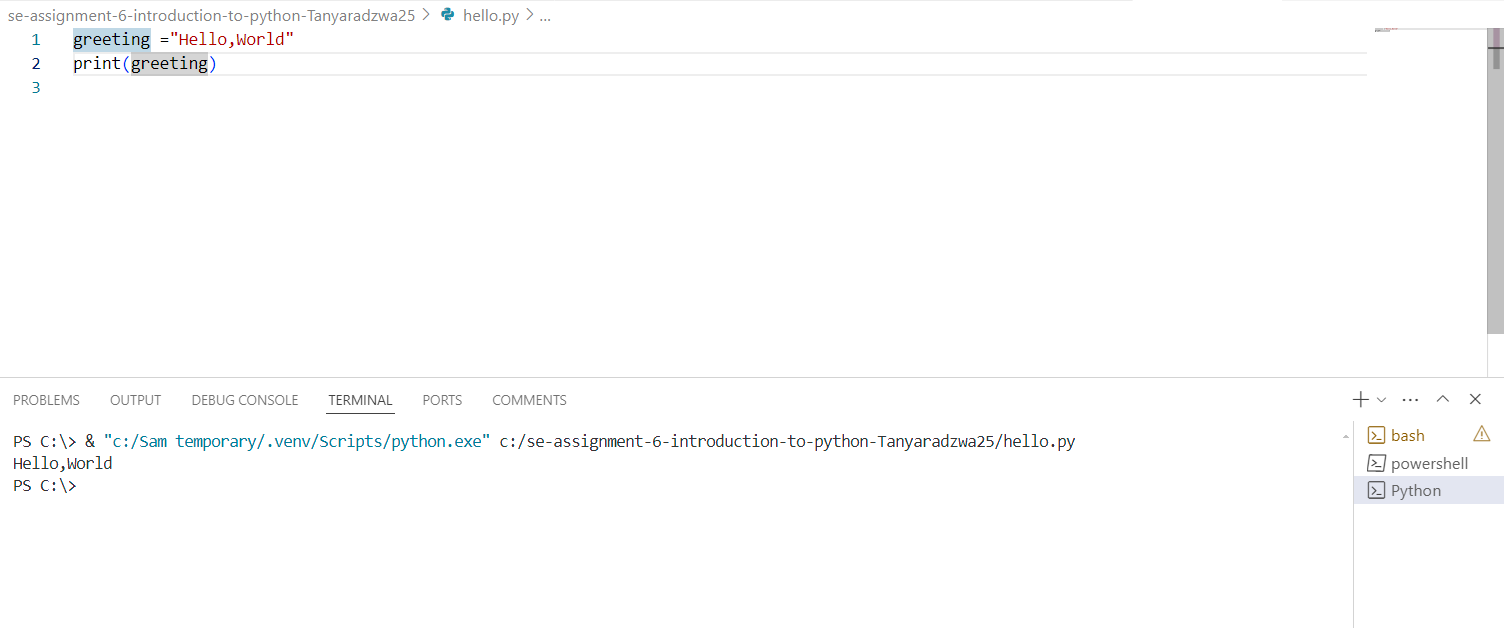 se-assignment-6-introduction-to-python-Tanyaradzwa25 > hello.py > ...
1 greeting ="Hello,World"
2 print(greeting)
3
PROBLEMS OUTPUT DEBUG CONSOLE TERMINAL PORTS COMMENTS
PS C:\> & "c:/Sam temporary/.venv/Scripts/python.exe" c:/se-assignment-6-introduction-to-python-Tanyaradzwa25/hello.py
Hello,World
PS C:\>
bash
powershell
Python